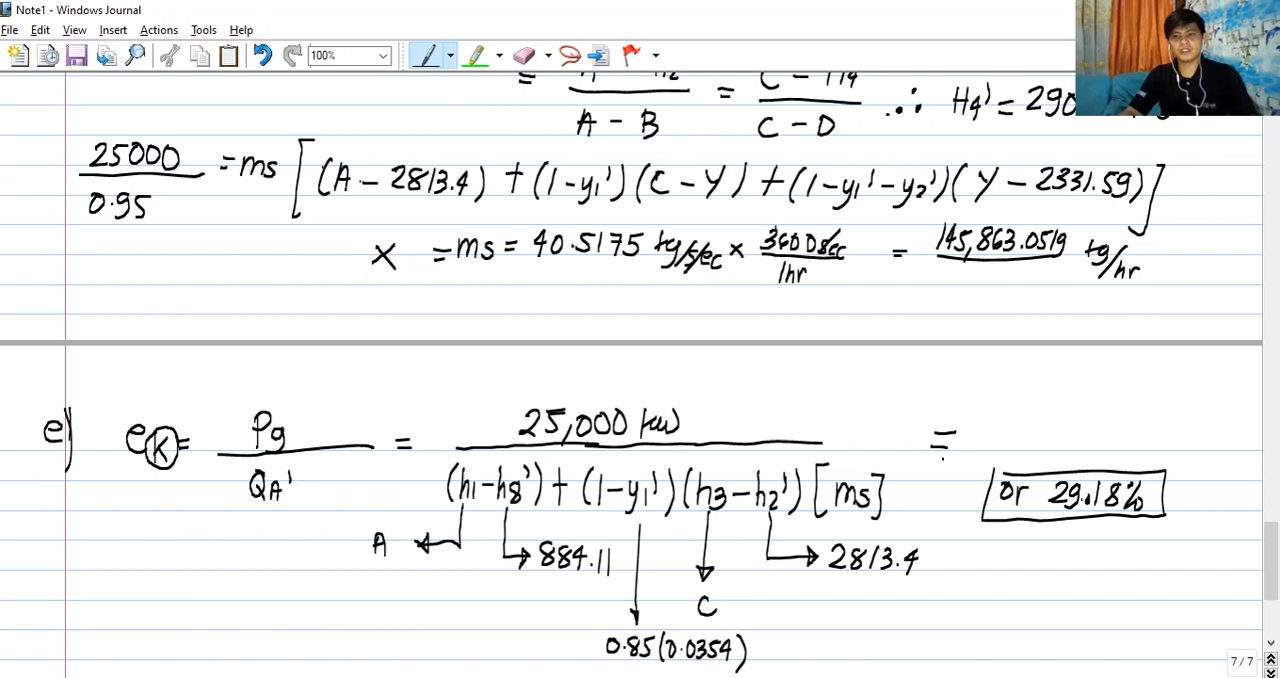 Note1 - Windows Journal
File Edit View Insert Actions Tools Help
100%
= = C - H4
A - B C - D ∴ H4' = 290
25000 / 0.95 = ms [(A - 2813.4) + (1-y1')(C - Y) + (1-y1'-y2')(Y - 2331.59)]
X = ms = 40.5175 kg/sec × 3600sec / 1hr = 145,863.0519 kg/hr
e) eK = Pg / QA' = 25,000 kW / (h1-h8') + (1-y1')(h3-h2')[ms] =
or 29.18%
A 884.11 2813.4
C
0.85(0.0354)
7 / 7